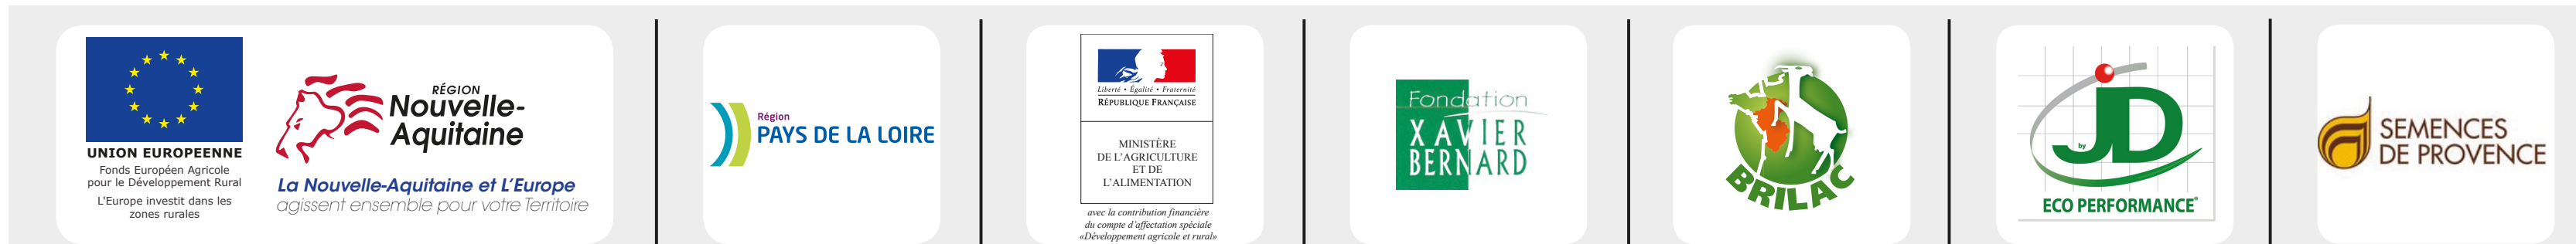 UNION EUROPEENNE
Fonds Européen Agricole
pour le Développement Rural
L'Europe investit dans les
zones rurales
RÉGION
Nouvelle-
Aquitaine
La Nouvelle-Aquitaine et L'Europe
agissent ensemble pour votre Territoire
Région
PAYS DE LA LOIRE
Liberté • Égalité • Fraternité
RÉPUBLIQUE FRANÇAISE
MINISTÈRE
DE L'AGRICULTURE
ET DE
L'ALIMENTATION
avec la contribution financière
du compte d'affectation spéciale
«Développement agricole et rural»
Fondation
XAVIER
BERNARD
BRILAC
JD
by
ECO PERFORMANCE®
SEMENCES
DE PROVENCE